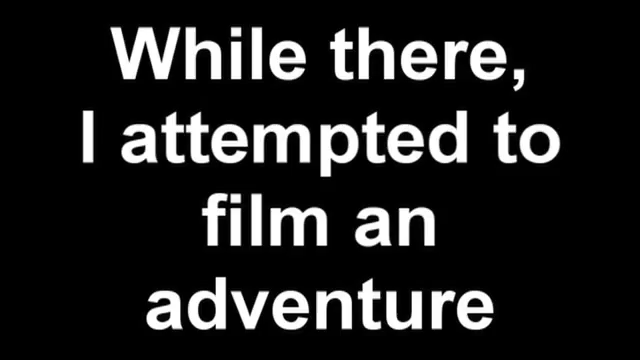 While there,
I attempted to
film an
adventure